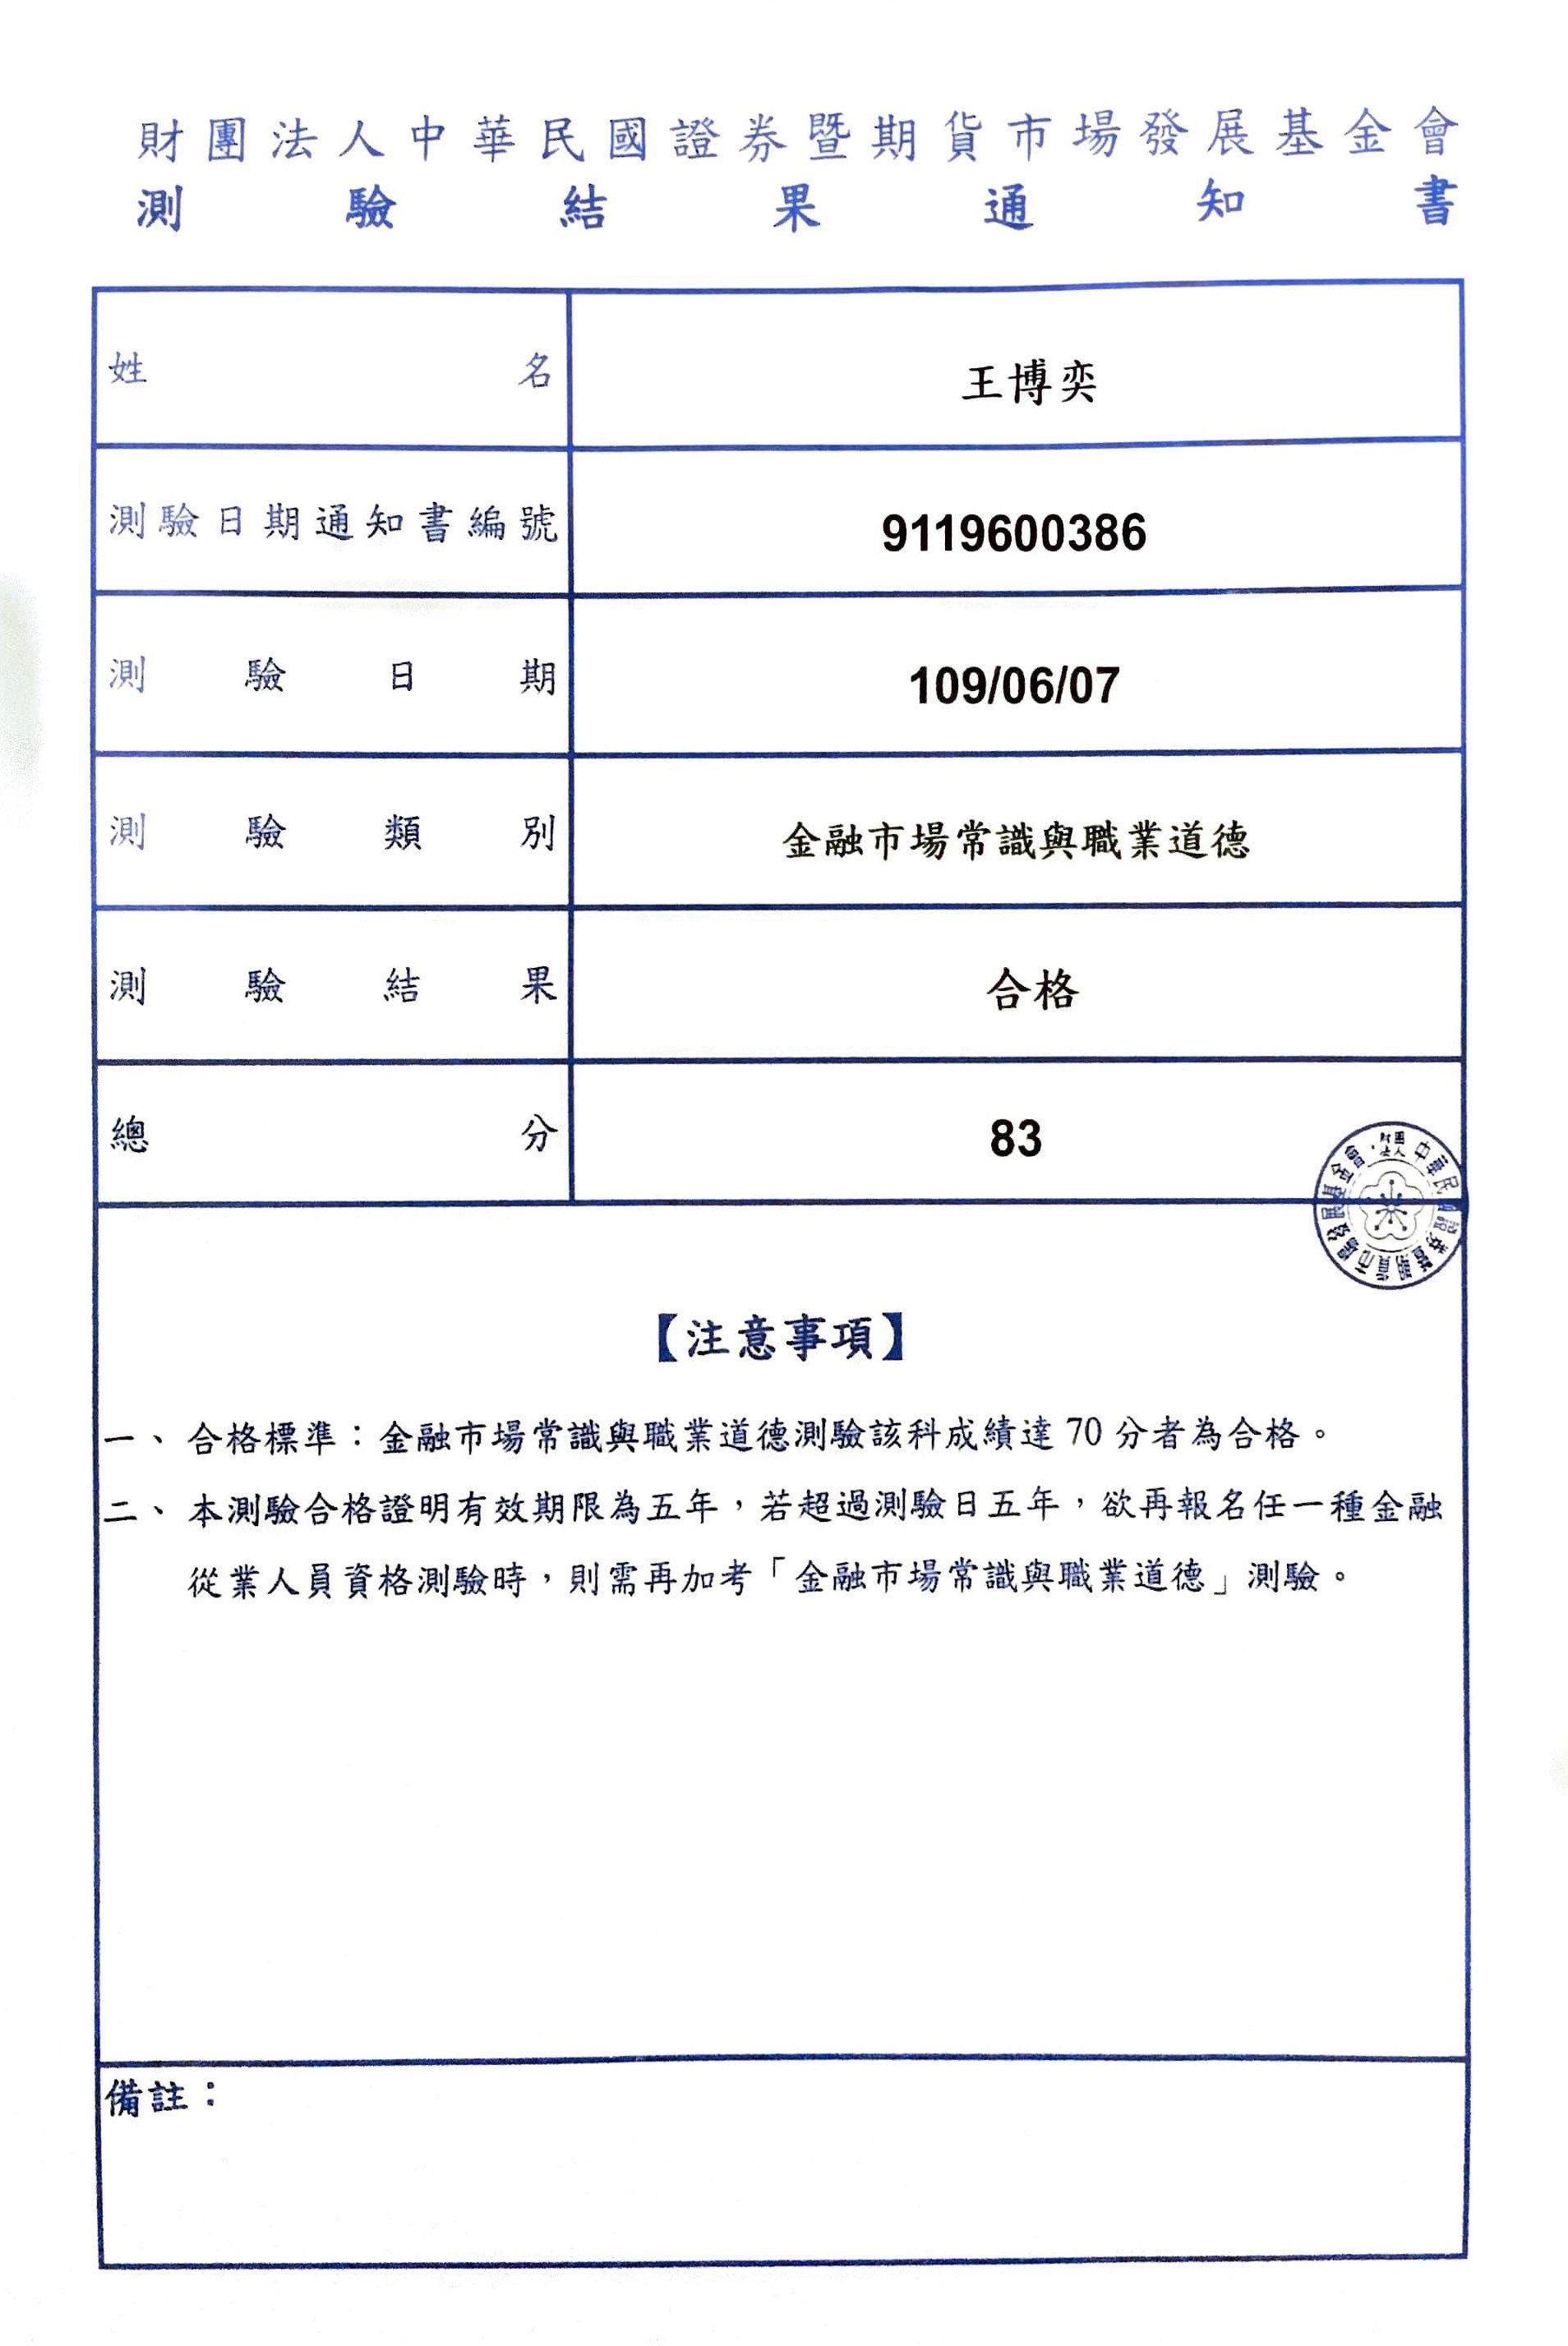 財團法人中華民國證券暨期貨市場發展基金會
測驗結果通知書
姓名 王博奕
測驗日期通知書編號 9119600386
測驗日期 109/06/07
測驗類別 金融市場常識與職業道德
測驗結果 合格
總分 83
財團法人中華民國證券暨期貨市場發展基金會
【注意事項】
一、合格標準：金融市場常識與職業道德測驗該科成績達70分者為合格。
二、本測驗合格證明有效期限為五年，若超過測驗日五年，欲再報名任一種金融
從業人員資格測驗時，則需再加考「金融市場常識與職業道德」測驗。
備註：